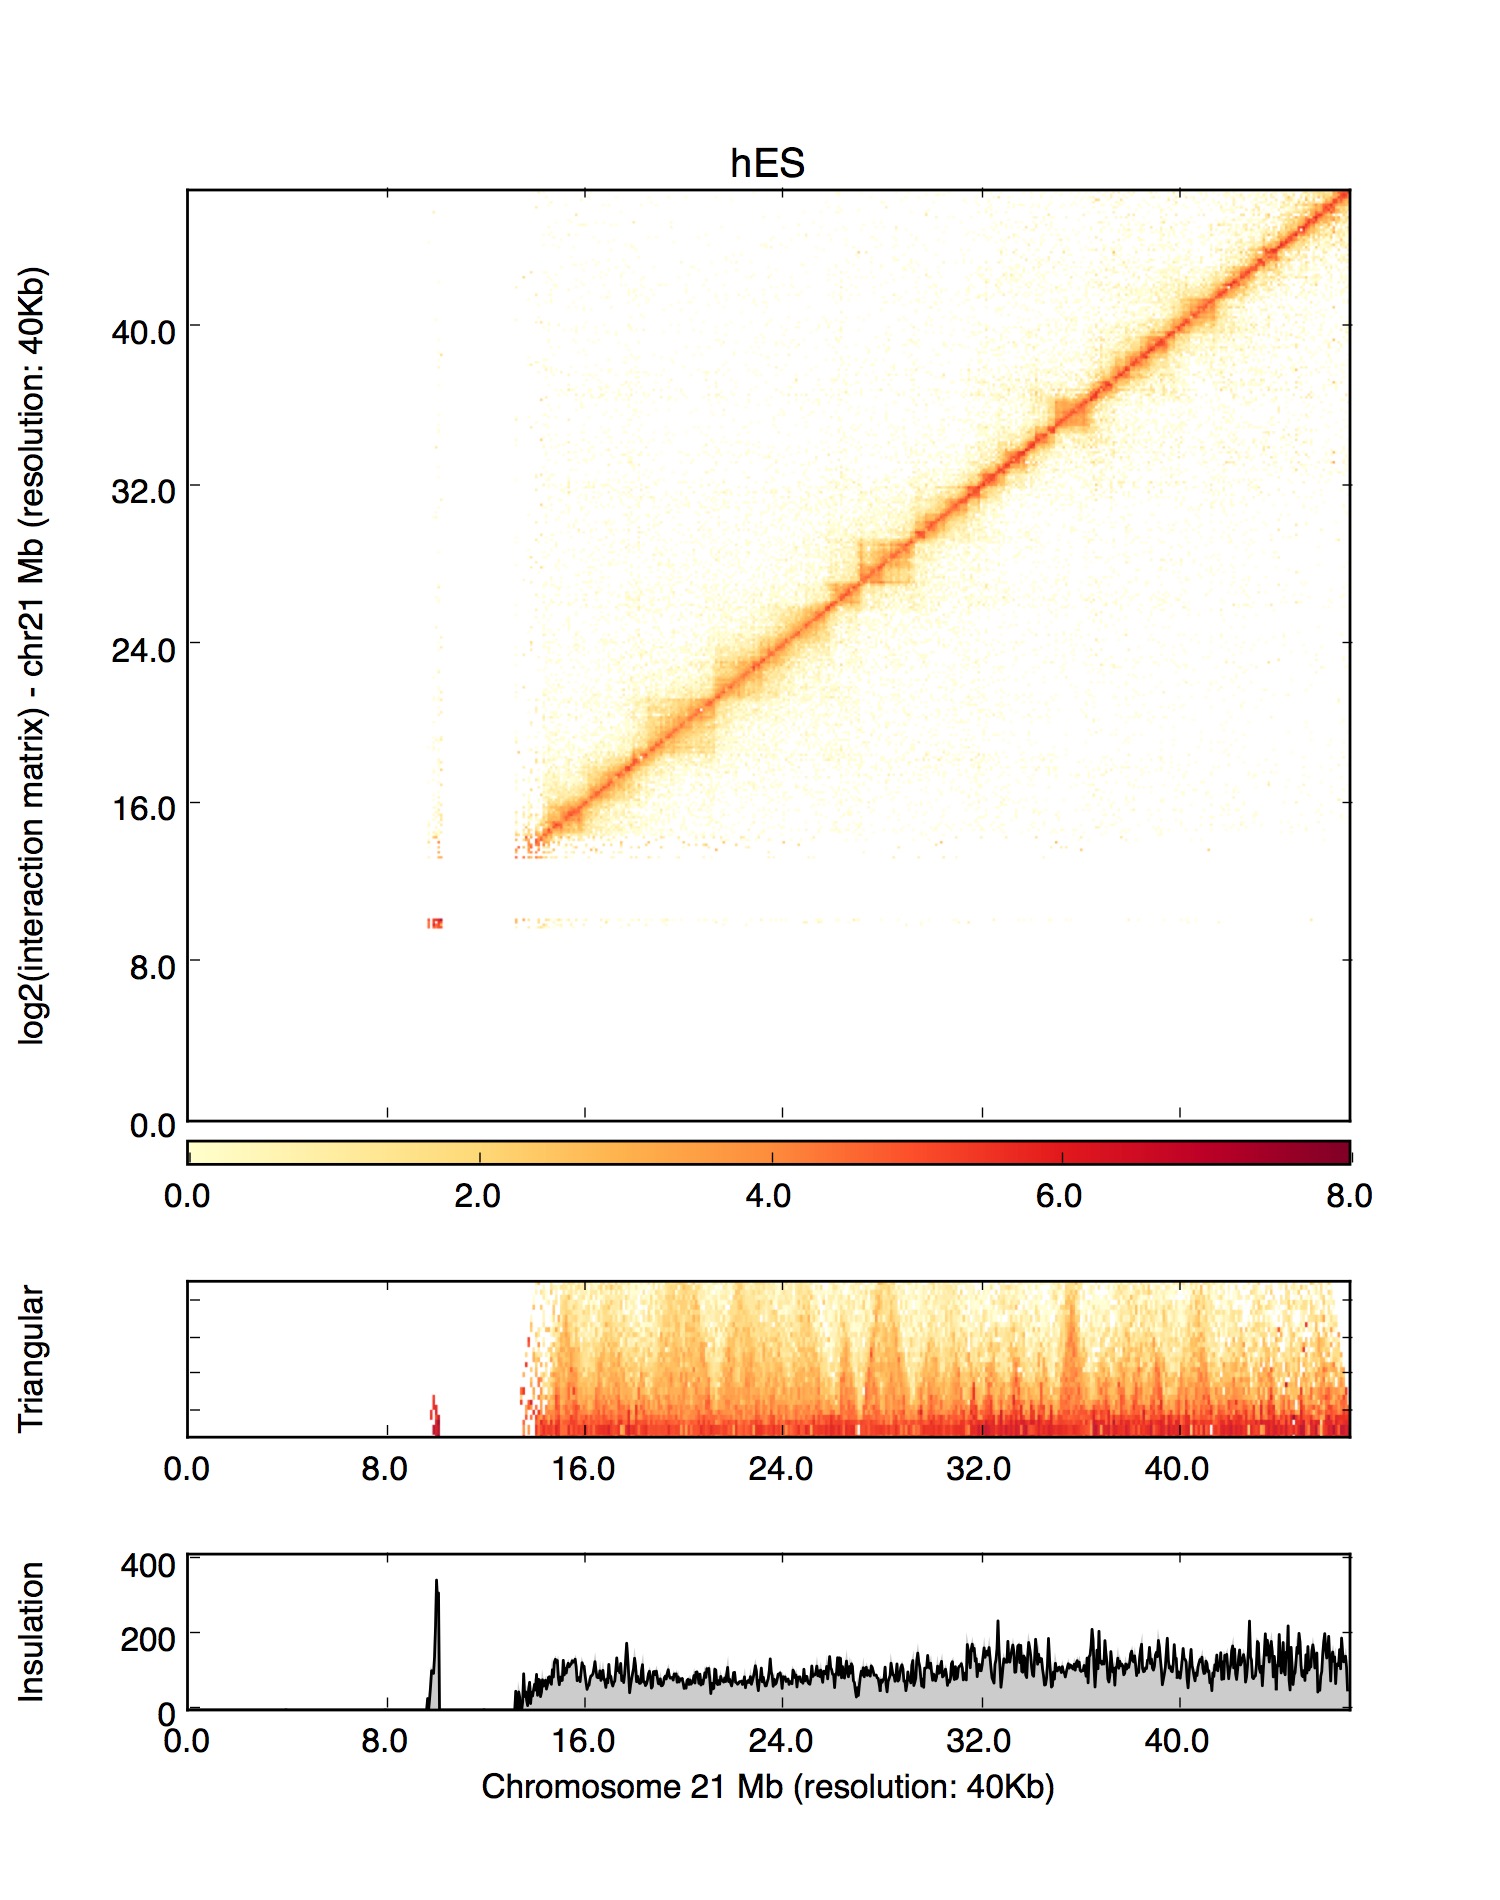 hES
log2(interaction matrix) - chr21 Mb (resolution: 40Kb)
40.0
32.0
24.0
16.0
8.0
0.0
0.0 2.0 4.0 6.0 8.0
Triangular
0.0 8.0 16.0 24.0 32.0 40.0
Insulation
400
200
0
0.0 8.0 16.0 24.0 32.0 40.0
Chromosome 21 Mb (resolution: 40Kb)